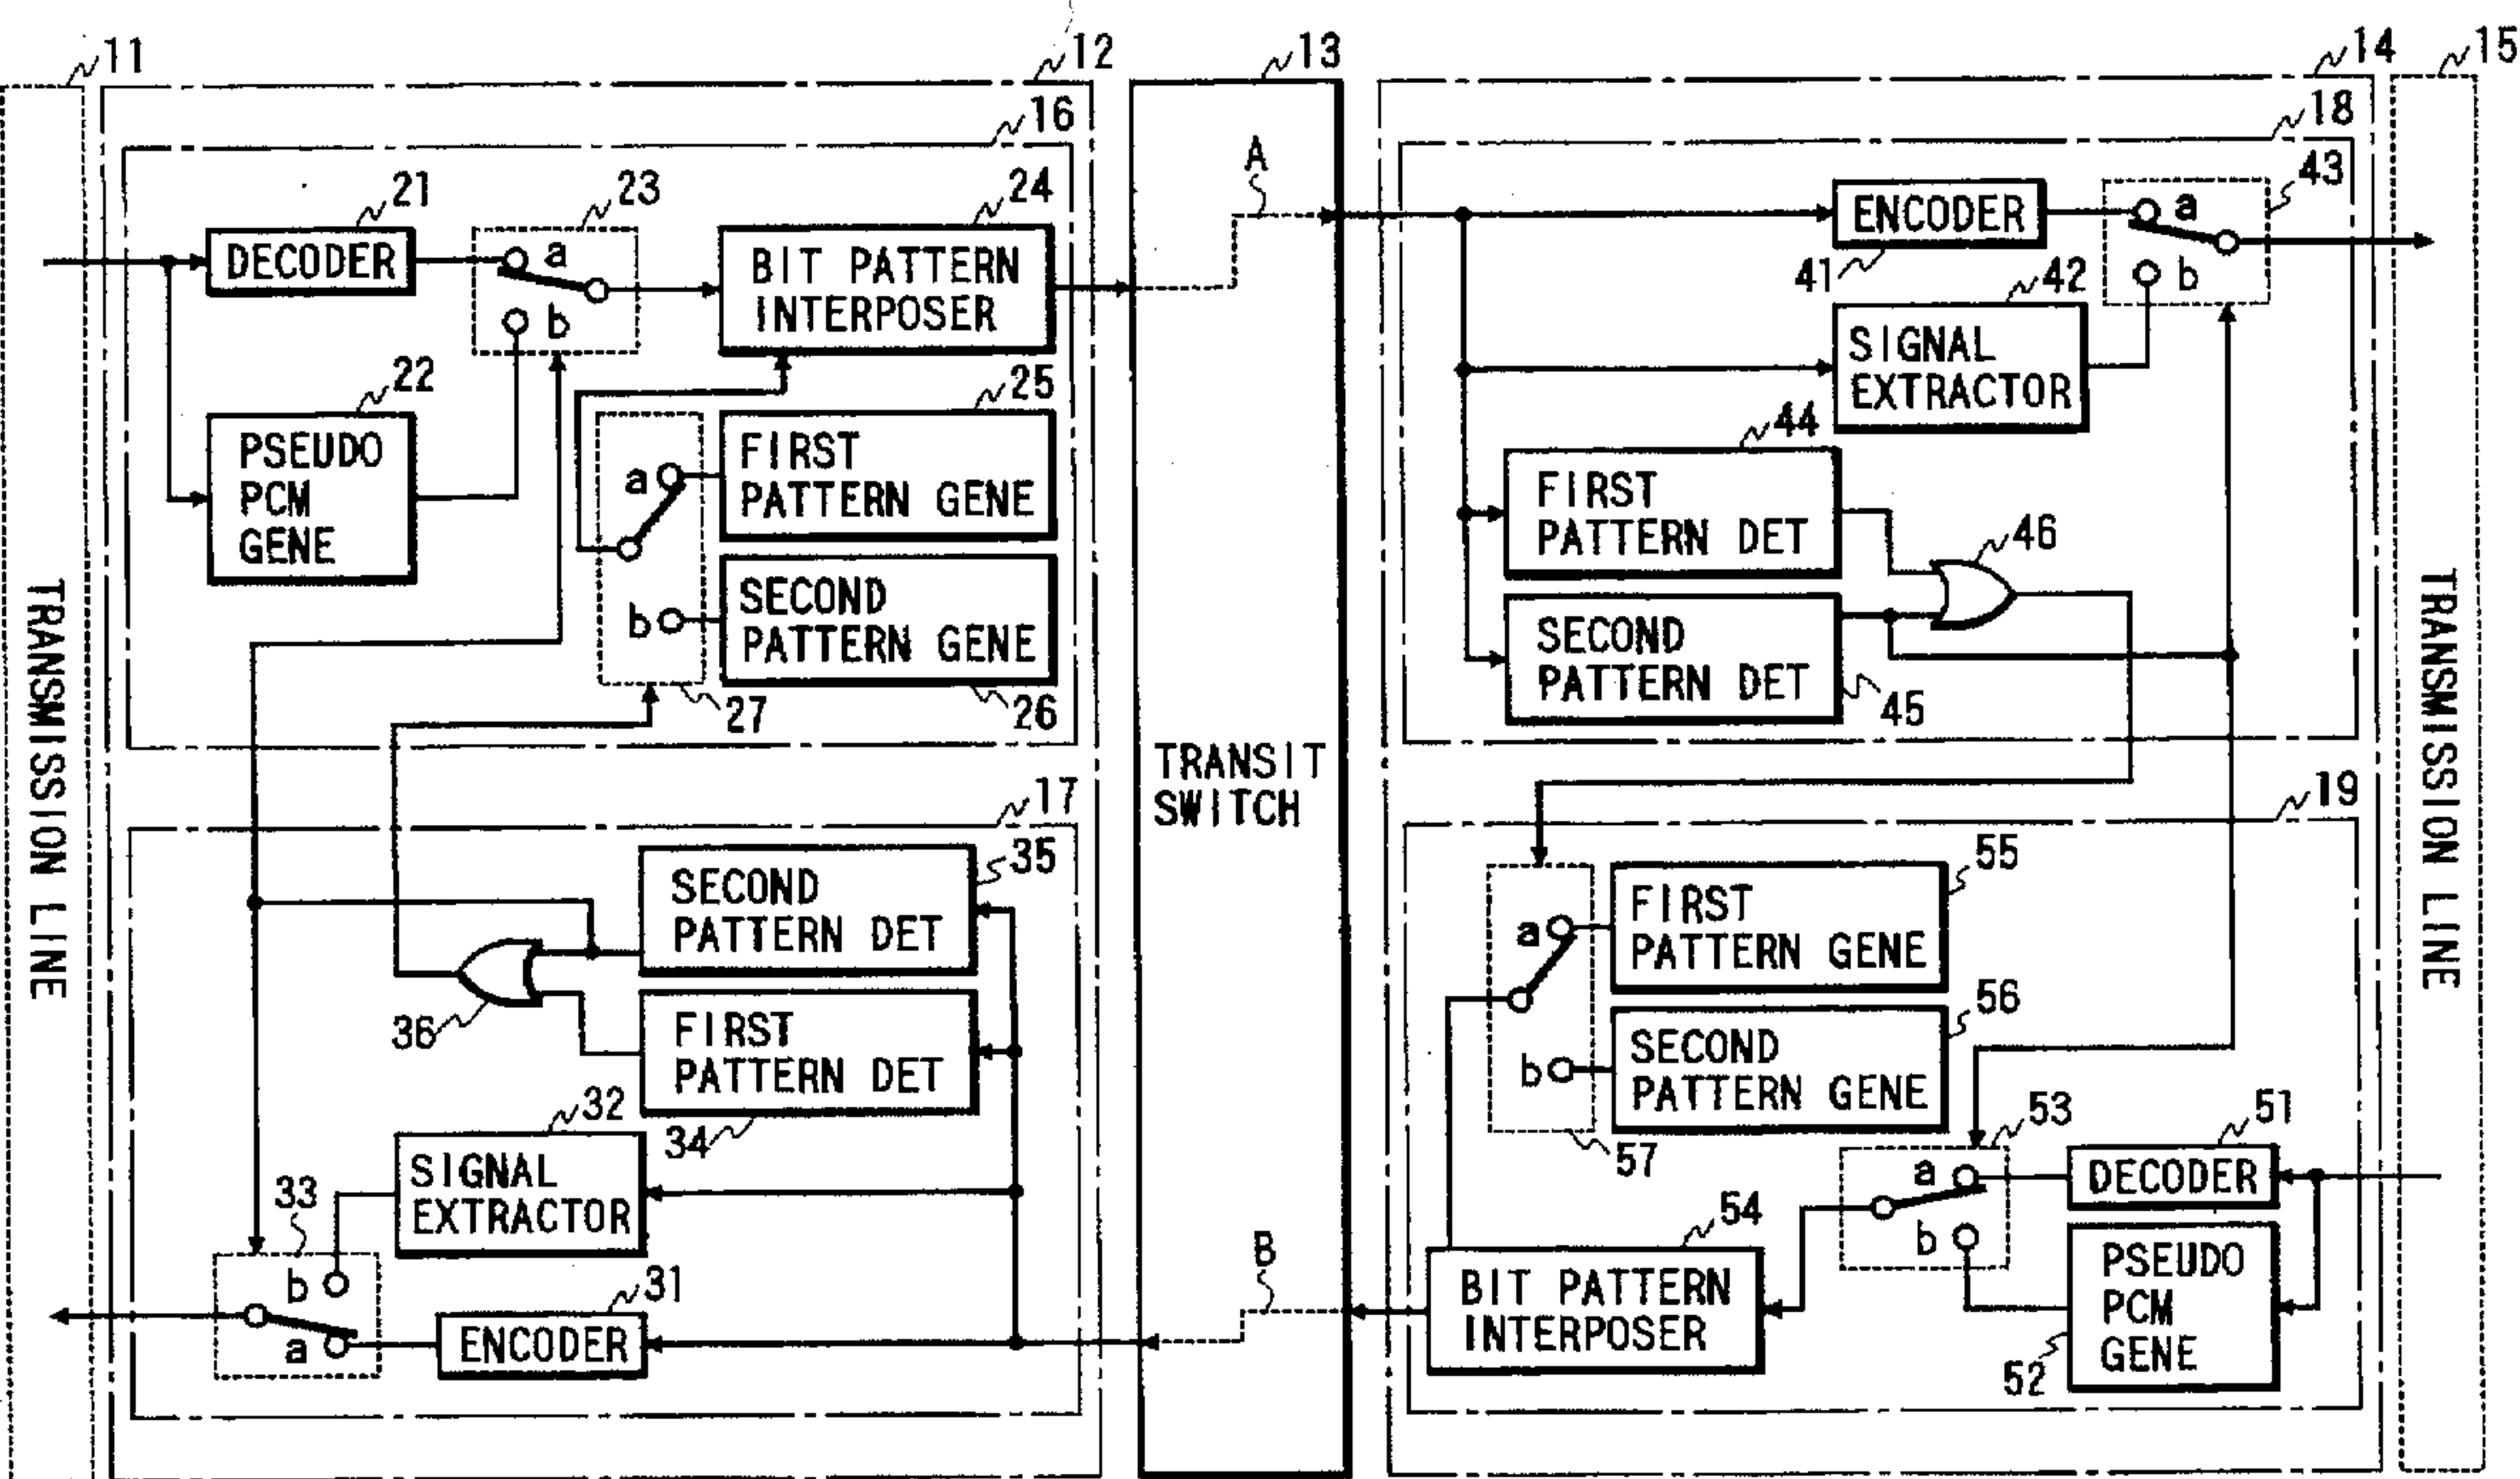 11
12
13
14
15
16
18
A
21
23
24
43
DECODER
a
b
BIT PATTERN
INTERPOSER
ENCODER
41
a
b
42
SIGNAL
EXTRACTOR
22
PSEUDO
PCM
GENE
25
a
FIRST
PATTERN GENE
b
SECOND
PATTERN GENE
27
26
44
FIRST
PATTERN DET
46
SECOND
PATTERN DET
45
TRANSMISSION LINE
TRANSIT
SWITCH
TRANSMISSION LINE
17
35
SECOND
PATTERN DET
36
FIRST
PATTERN DET
34
32
SIGNAL
EXTRACTOR
33
b
a
31
ENCODER
B
19
55
a
FIRST
PATTERN GENE
56
b
SECOND
PATTERN GENE
57
53
51
a
DECODER
b
54
BIT PATTERN
INTERPOSER
PSEUDO
PCM
GENE
52